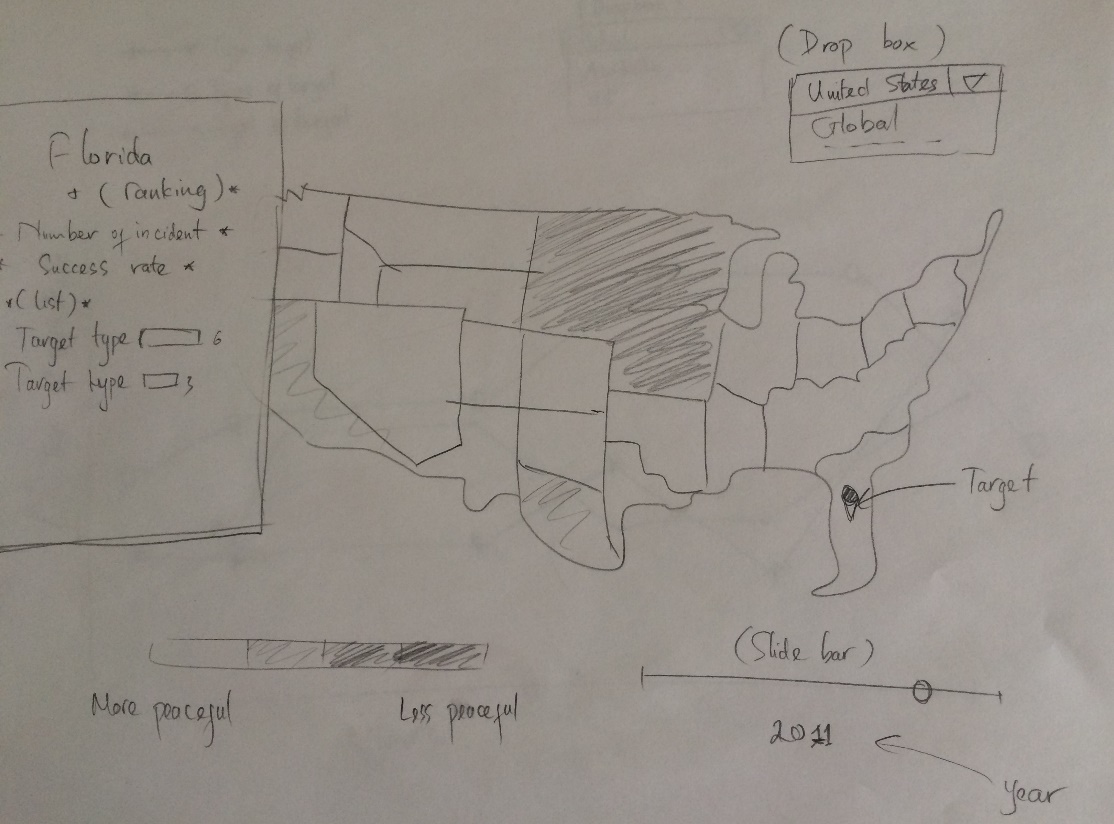 (Drop box)
United States
Global
Florida
+ (ranking)*
- Number of incident *
* Success rate *
*(list)*
Target type 6
Target type 3
Target
More peaceful
Less peaceful
(Slide bar)
2011
year